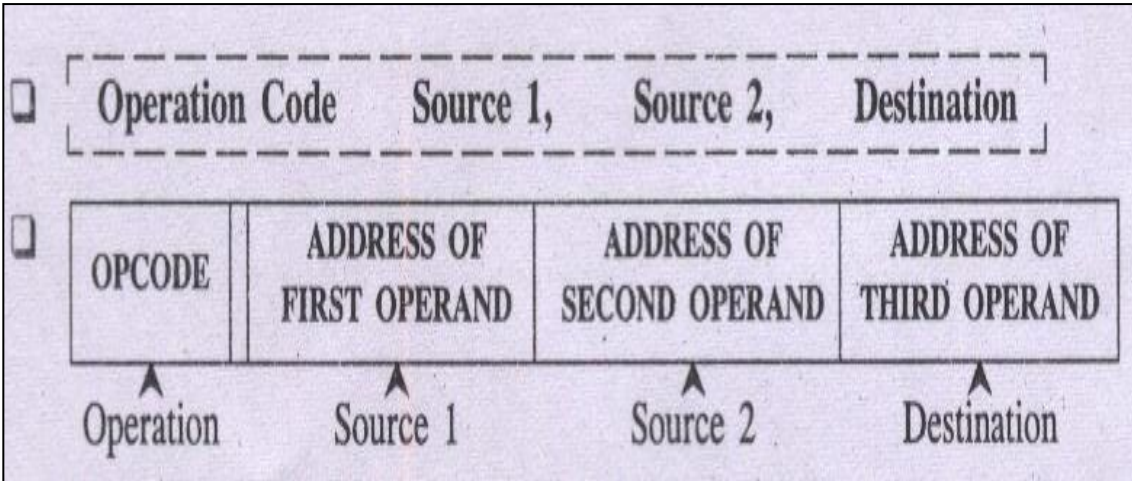 Operation Code Source 1, Source 2, Destination
OPCODE
ADDRESS OF
FIRST OPERAND
ADDRESS OF
SECOND OPERAND
ADDRESS OF
THIRD OPERAND
Operation Source 1 Source 2 Destination